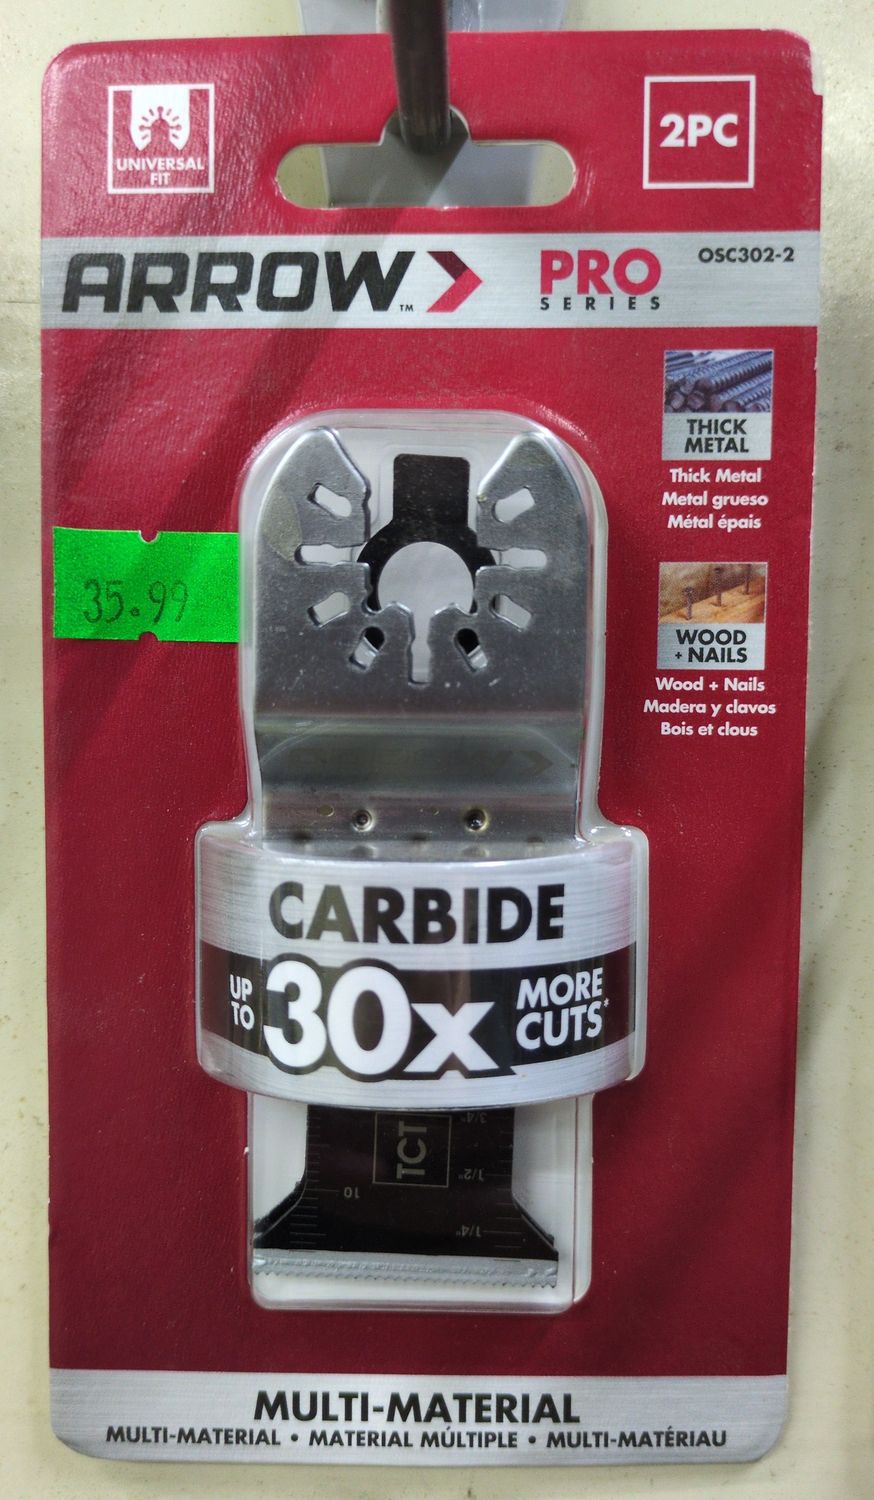 UNIVERSAL
FIT
2PC
ARROW™
PRO
SERIES
OSC302-2
THICK
METAL
Thick Metal
Metal grueso
Métal épais
35.99
WOOD
+ NAILS
Wood + Nails
Madera y clavos
Bois et clous
CARBIDE
UP
TO
30x
MORE
CUTS*
3/4"
TCT
1/2"
10
1/4"
MULTI-MATERIAL
MULTI-MATERIAL • MATERIAL MÚLTIPLE • MULTI-MATÉRIAU